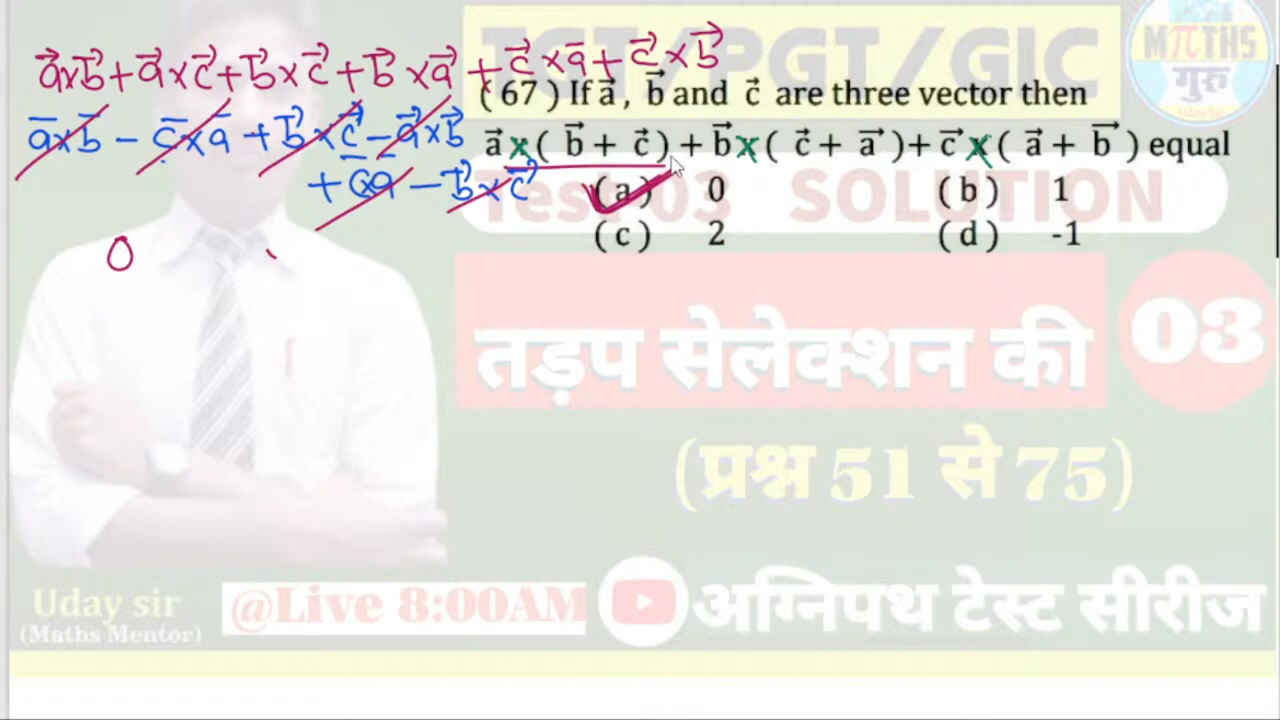 TGT/PGT/GIC
MπTHS
गुरु
a⃗×b⃗+a⃗×c⃗+b⃗×c⃗+b⃗×a⃗+c⃗×a⃗+c⃗×b⃗
( 67 ) If a⃗ , b⃗ and c⃗ are three vector then
a̅×b̅ − c̅×a̅ + b⃗×c⃗ − a⃗×b⃗
a⃗ × ( b⃗ + c⃗ ) + b⃗ × ( c⃗ + a⃗ ) + c⃗ × ( a⃗ + b⃗ ) equal
+ c̅×a̅ − b⃗×c⃗
( a ) 0 ( b ) 1
Test 03 SOLUTION
( c ) 2 ( d ) -1
0
तड़प सेलेक्शन की 03
(प्रश्न 51 से 75)
Uday sir
(Maths Mentor)
@Live 8:00AM
अग्निपथ टेस्ट सीरीज